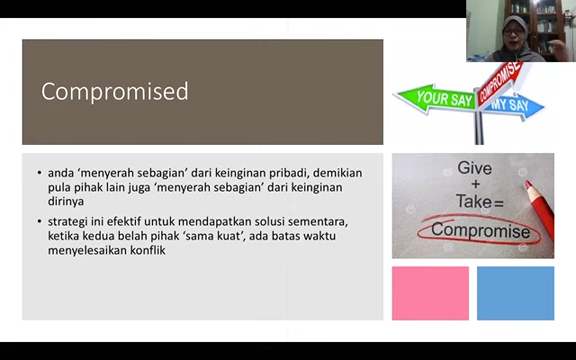 Compromised
YOUR SAY
COMPROMISE
MY SAY
• anda ‘menyerah sebagian’ dari keinginan pribadi, demikian
pula pihak lain juga ‘menyerah sebagian’ dari keinginan
dirinya
• strategi ini efektif untuk mendapatkan solusi sementara,
ketika kedua belah pihak ‘sama kuat’, ada batas waktu
menyelesaikan konflik
Give
+
Take =
Compromise